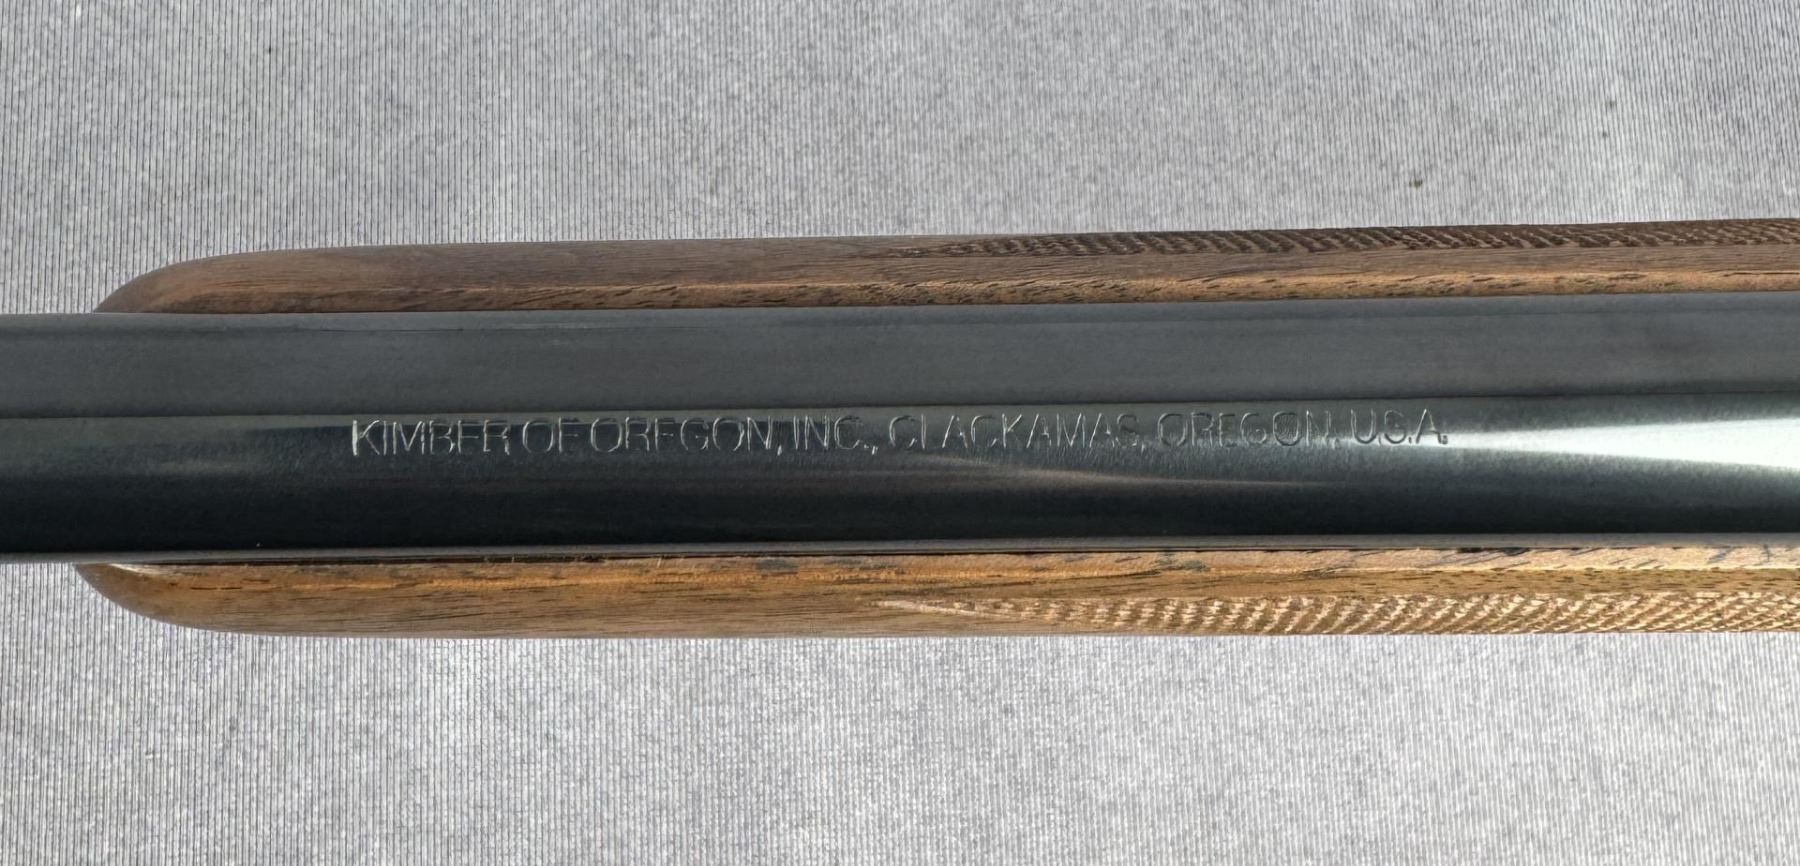 KIMBER OF OREGON, INC., CLACKAMAS, OREGON, U.S.A.